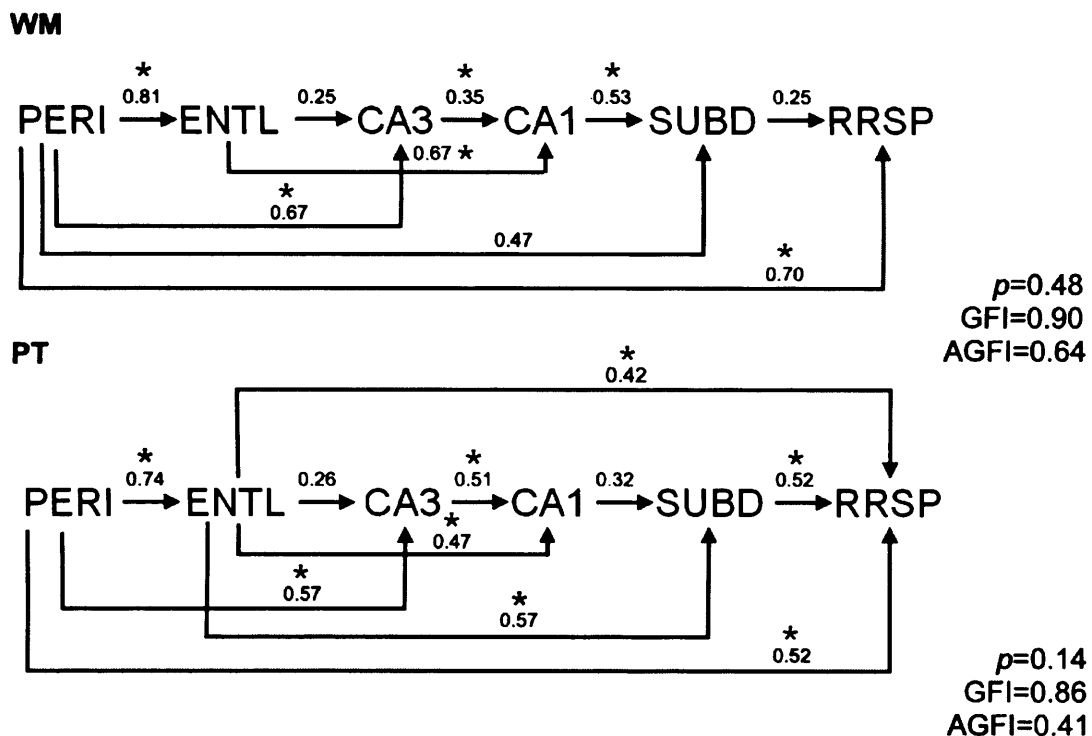 WM
* * *
0.81 0.25 0.35 0.53 0.25
PERI ENTL CA3 CA1 SUBD RRSP
0.67 *
*
0.67
0.47
*
0.70
p=0.48
GFI=0.90
AGFI=0.64
PT
*
0.42
* * *
0.74 0.26 0.51 0.32 0.52
PERI ENTL CA3 CA1 SUBD RRSP
*
0.47
*
0.57
*
0.57
*
0.52
p=0.14
GFI=0.86
AGFI=0.41